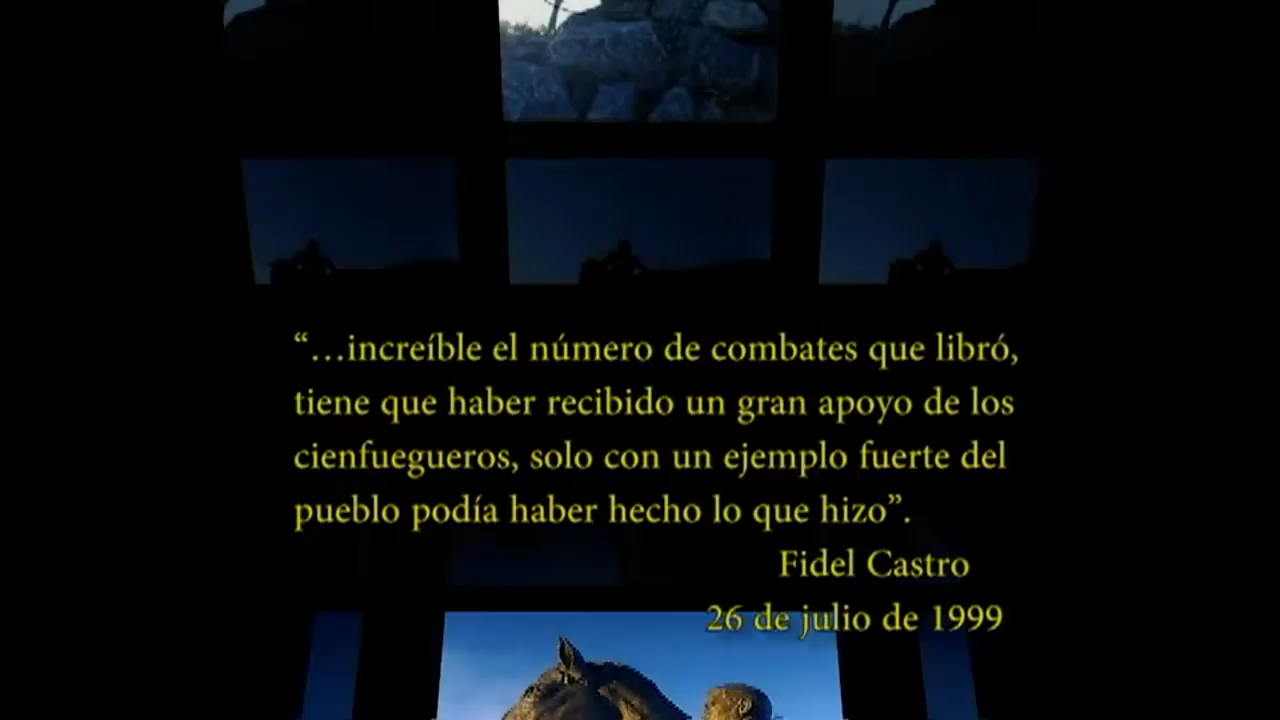 “…increíble el número de combates que libró,
tiene que haber recibido un gran apoyo de los
cienfuegueros, solo con un ejemplo fuerte del
pueblo podía haber hecho lo que hizo”.
Fidel Castro
26 de julio de 1999